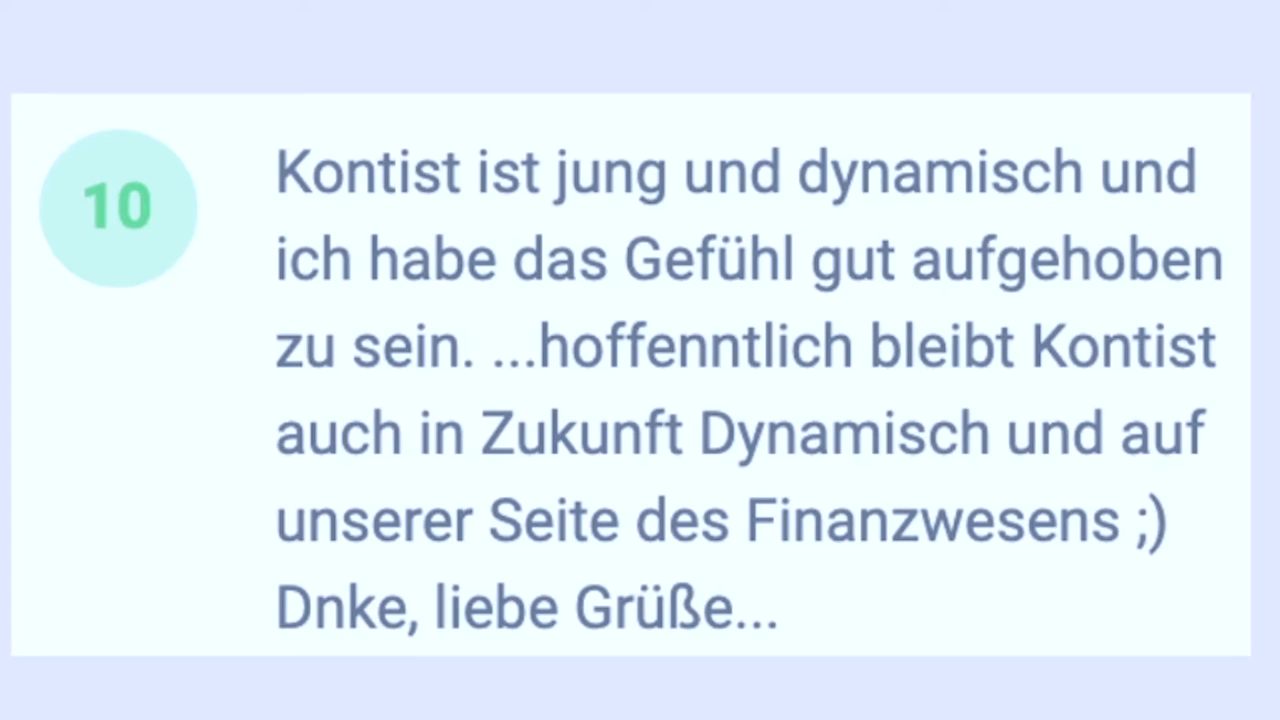 10
Kontist ist jung und dynamisch und
ich habe das Gefühl gut aufgehoben
zu sein. ...hoffenntlich bleibt Kontist
auch in Zukunft Dynamisch und auf
unserer Seite des Finanzwesens ;)
Dnke, liebe Grüße...